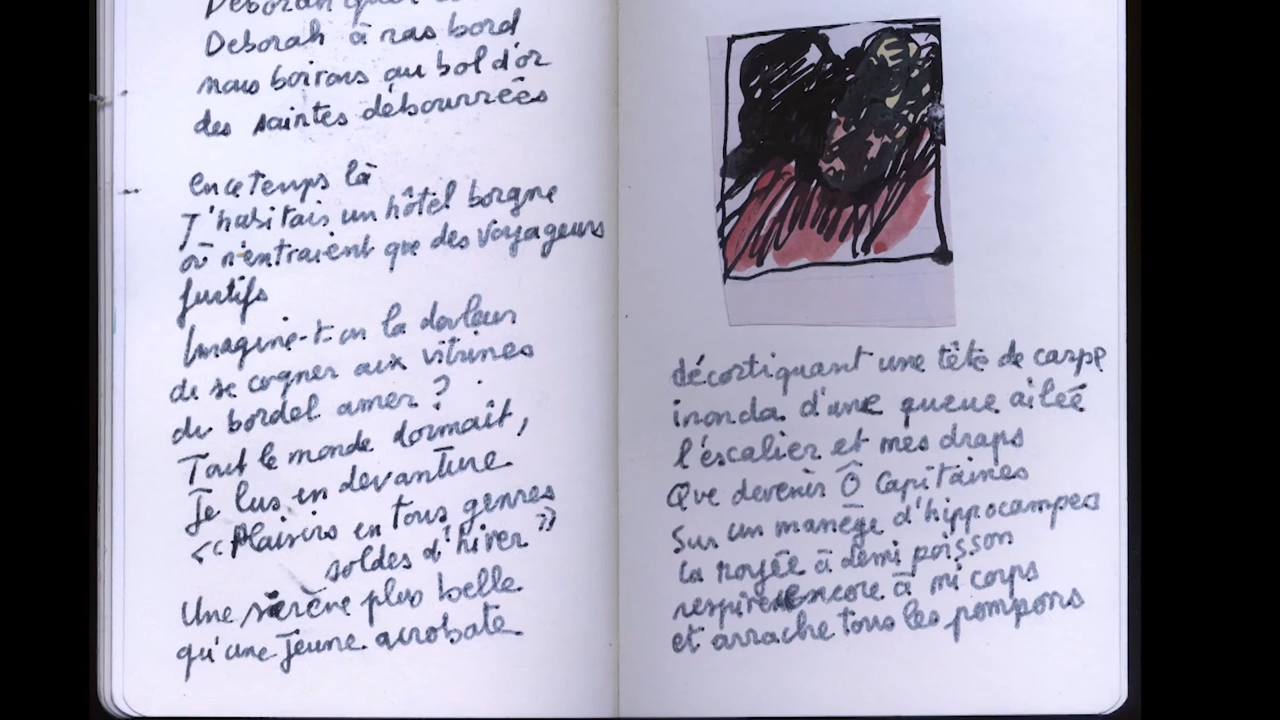 Deborah
Deborah à ras bord
nous boirons au bol d'or
des saintes débourrées
en ce temps là
J'habitais un hôtel borgne
où n'entraient que des voyageurs
furtifs
Imagine-t-on la douleur
de se cogner aux vitrines
du bordel amer ?
Tout le monde dormait,
Je lus en devanture
« Plaisirs en tous genres
soldes d'hiver »
Une sirène plus belle
qu'une jeune acrobate
décortiquant une tête de carpe
inonda d'une queue ailée
l'escalier et mes draps
Que devenir Ô Capitaines
Sur un manège d'hippocampes
la noyée à demi poisson
respire encore à mi corps
et arrache tous les pompons